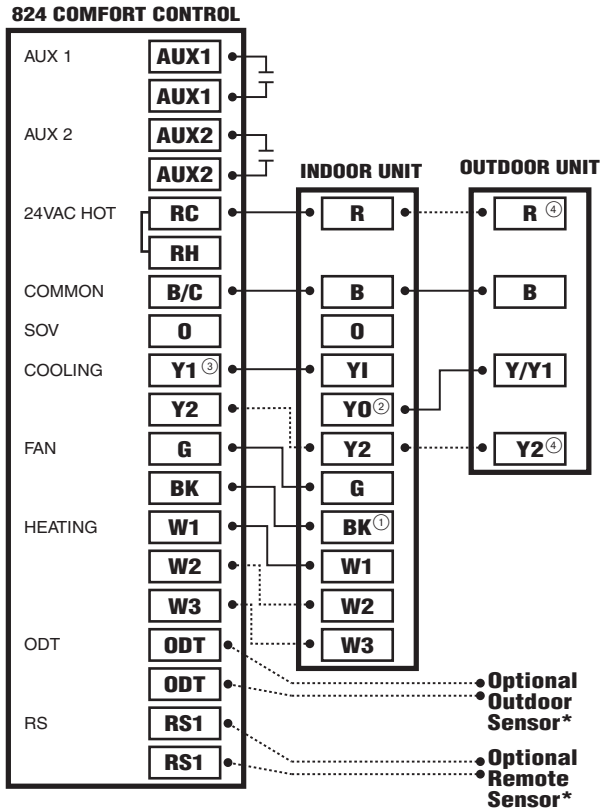 824 COMFORT CONTROL
AUX 1 AUX1
AUX1
AUX 2 AUX2
AUX2
INDOOR UNIT OUTDOOR UNIT
24VAC HOT RC R R ④
RH
COMMON B/C B B
SOV O O
COOLING Y1 ③ YI Y/Y1
YO ②
Y2 Y2 Y2 ④
FAN G G
BK BK ①
HEATING W1 W1
W2 W2
W3 W3
ODT ODT
ODT
Optional
Outdoor
Sensor*
RS RS1
RS1
Optional
Remote
Sensor*